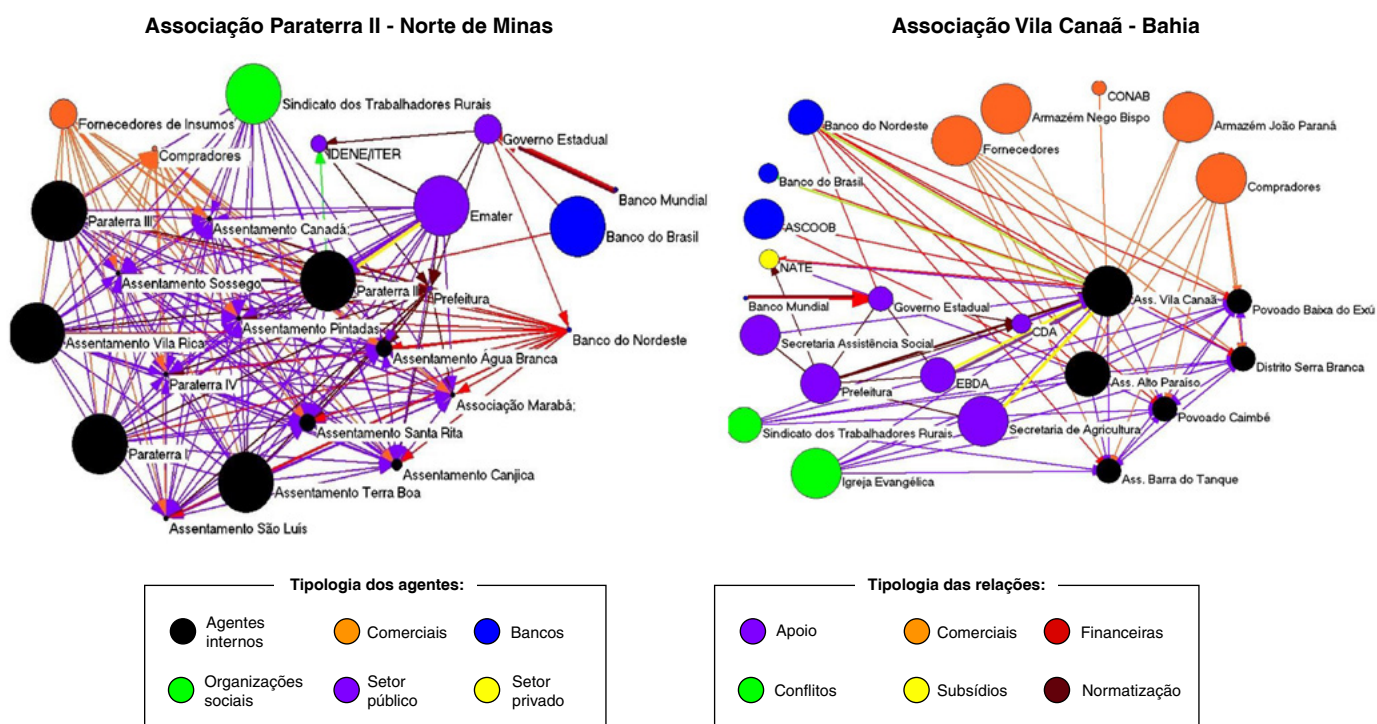 Associação Paraterra II - Norte de Minas
Sindicato dos Trabalhadores Rurais
Fornecedores de Insumos
Governo Estadual
IDENE/ITER
Compradores
Banco Mundial
Paraterra III
Emater
Assentamento Canadá;
Banco do Brasil
Assentamento Sossego
Paraterra II
Prefeitura
Assentamento Pintadas
Assentamento Vila Rica
Banco do Nordeste
Assentamento Água Branca
Paraterra IV
Associação Marabá;
Assentamento Santa Rita
Paraterra I
Assentamento Canjica
Assentamento Terra Boa
Assentamento São Luís
Associação Vila Canaã - Bahia
CONAB
Banco do Nordeste
Armazém Nego Bispo
Armazém João Paraná
Fornecedores
Banco do Brasil
Compradores
ASCOOB
NATE
Banco Mundial
Governo Estadual
Ass. Vila Canaã
Povoado Baixa do Exú
CDA
Secretaria Assistência Social
Distrito Serra Branca
EBDA
Ass. Alto Paraíso
Prefeitura
Povoado Caimbé
Sindicato dos Trabalhadores Rurais
Secretaria de Agricultura
Ass. Barra do Tanque
Igreja Evangélica
Tipologia dos agentes:
Agentes
internos
Comerciais
Bancos
Organizações
sociais
Setor
público
Setor
privado
Tipologia das relações:
Apoio
Comerciais
Financeiras
Conflitos
Subsídios
Normatização